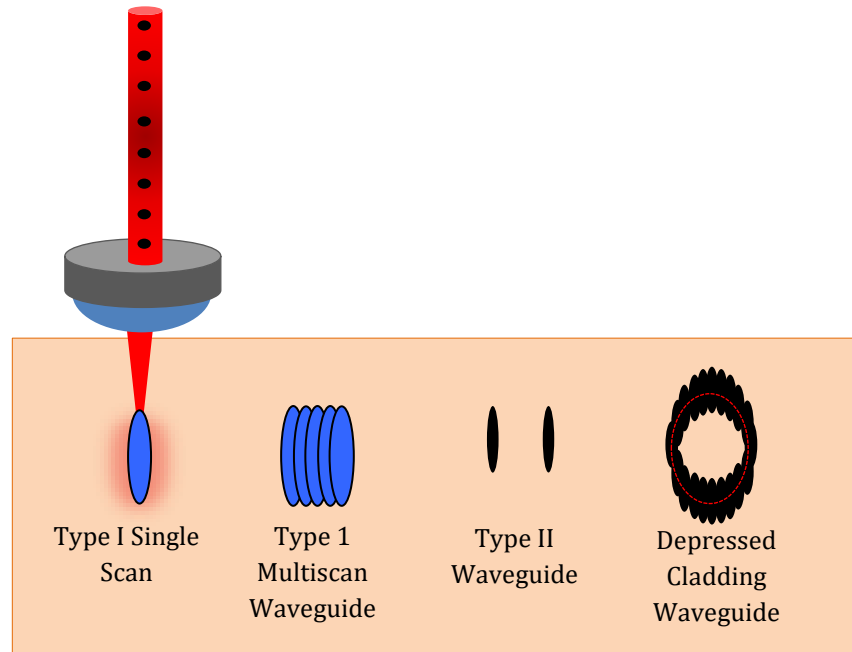 Type I Single
Scan
Type 1
Multiscan
Waveguide
Type II
Waveguide
Depressed
Cladding
Waveguide